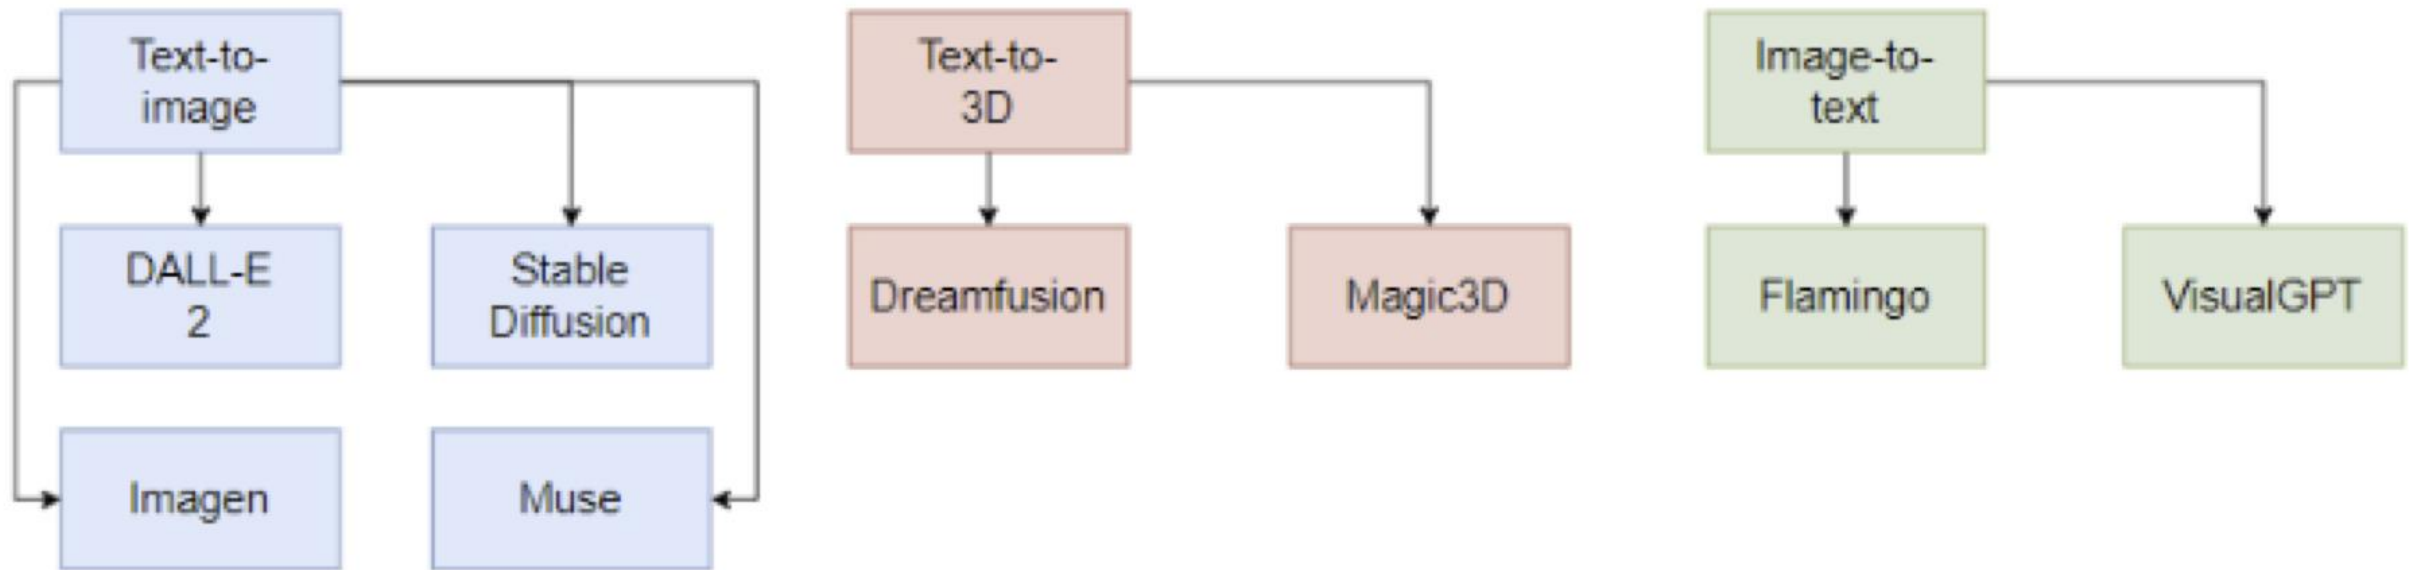 Text-to-
image
Text-to-
3D
Image-to-
text
DALL-E
2
Stable
Diffusion
Dreamfusion
Magic3D
Flamingo
VisualGPT
Imagen
Muse